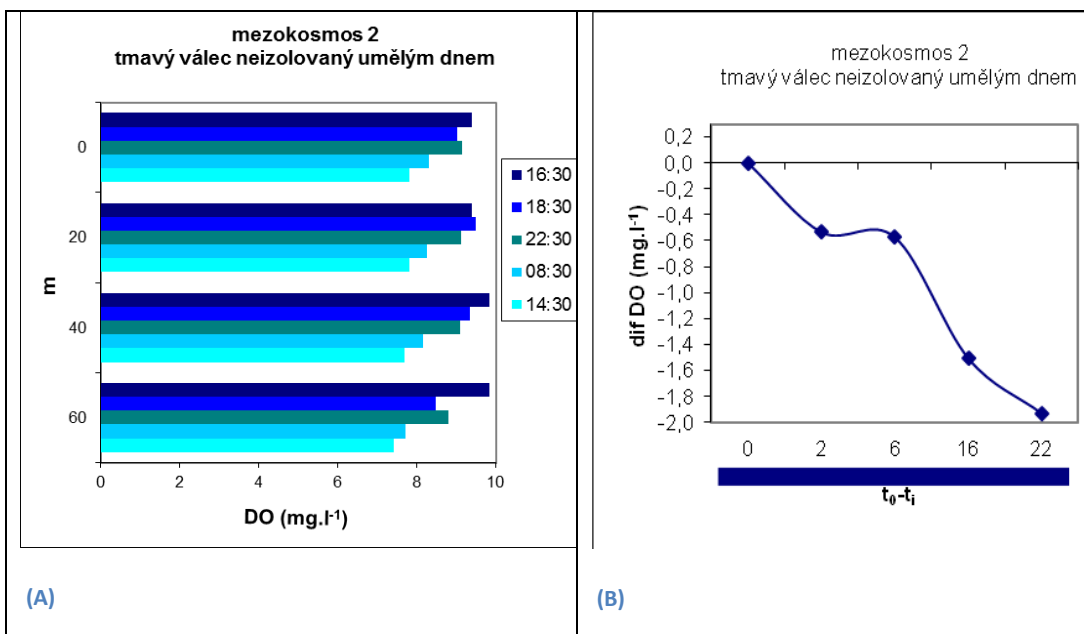 mezokosmos 2
tmavý válec neizolovaný umělým dnem
0
20
40
60
m
0 2 4 6 8 10
DO (mg.l-1)
16:30
18:30
22:30
08:30
14:30
(A)
mezokosmos 2
tmavý válec neizolovaný umělým dnem
0,2
0,0
-0,2
-0,4
-0,6
-0,8
-1,0
-1,2
-1,4
-1,6
-1,8
-2,0
dif DO (mg.l-1)
0 2 6 16 22
t0-ti
(B)